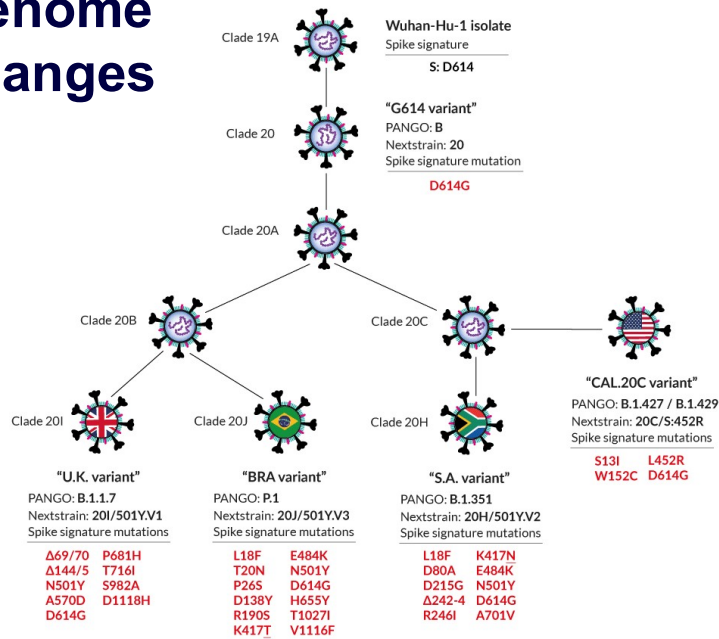 enome
anges
Clade 19A
Wuhan-Hu-1 isolate
Spike signature
S: D614
Clade 20
"G614 variant"
PANGO: B
Nextstrain: 20
Spike signature mutation
D614G
Clade 20A
Clade 20B
Clade 20C
"CAL.20C variant"
PANGO: B.1.427 / B.1.429
Nextstrain: 20C/S:452R
Spike signature mutations
S13I L452R
W152C D614G
Clade 20I
"U.K. variant"
PANGO: B.1.1.7
Nextstrain: 20I/501Y.V1
Spike signature mutations
Δ69/70 P681H
Δ144/5 T716I
N501Y S982A
A570D D1118H
D614G
Clade 20J
"BRA variant"
PANGO: P.1
Nextstrain: 20J/501Y.V3
Spike signature mutations
L18F E484K
T20N N501Y
P26S D614G
D138Y H655Y
R190S T1027I
K417T V1116F
Clade 20H
"S.A. variant"
PANGO: B.1.351
Nextstrain: 20H/501Y.V2
Spike signature mutations
L18F K417N
D80A E484K
D215G N501Y
Δ242-4 D614G
R246I A701V